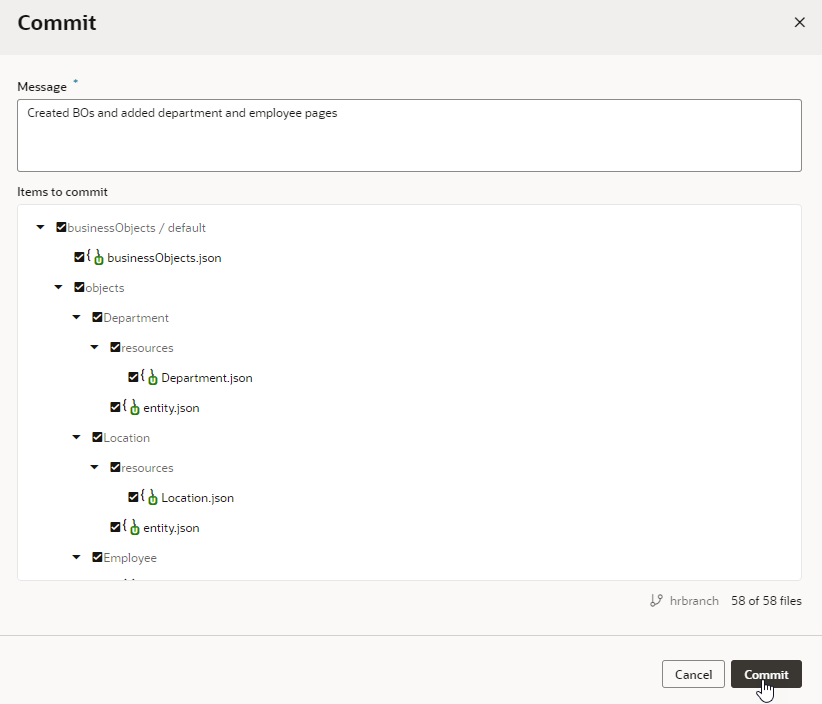 Commit
Message *
Created BOs and added department and employee pages
Items to commit
businessObjects / default
{ } U businessObjects.json
objects
Department
resources
{ } U Department.json
{ } U entity.json
Location
resources
{ } U Location.json
{ } U entity.json
Employee
hrbranch 58 of 58 files
Cancel Commit